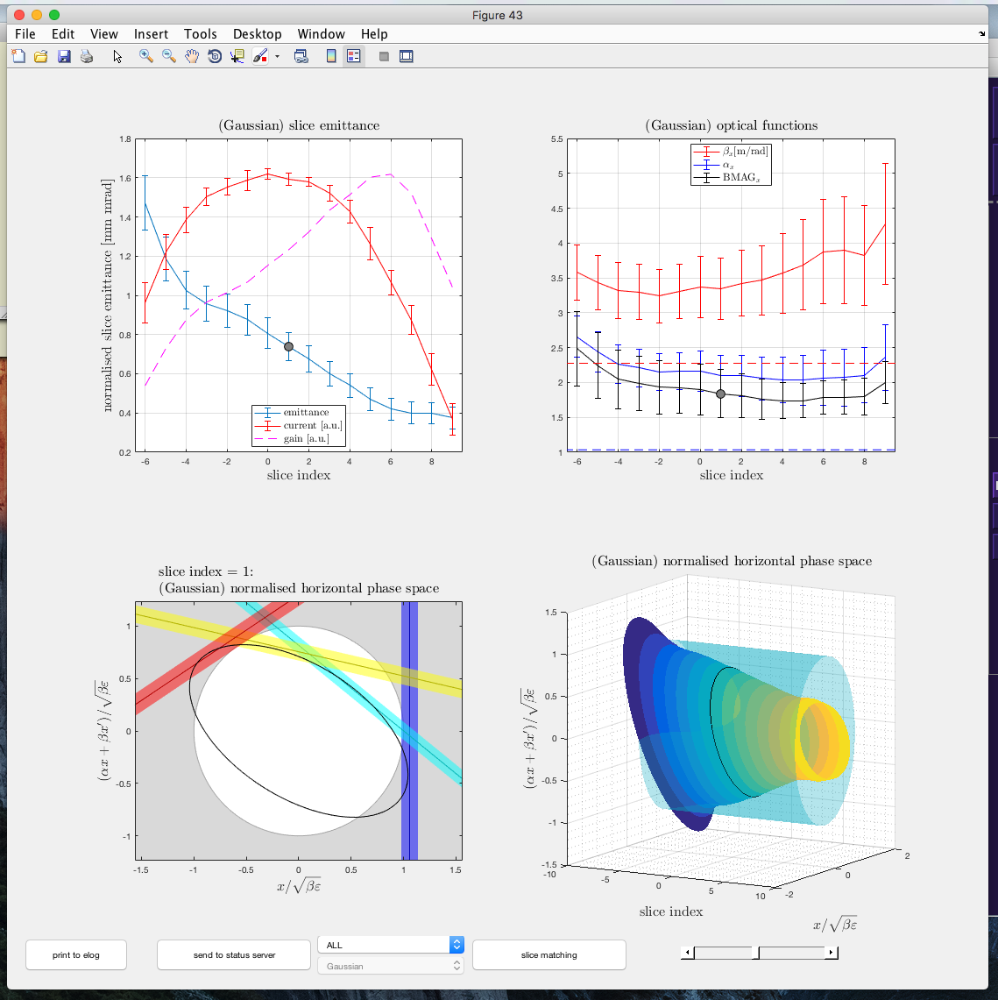 Figure 43
File Edit View Insert Tools Desktop Window Help
(Gaussian) slice emittance
normalised slice emittance [mm mrad]
1.8
1.6
1.4
1.2
1
0.8
0.6
0.4
0.2
-6 -4 -2 0 2 4 6 8
slice index
emittance
current [a.u.]
gain [a.u.]
(Gaussian) optical functions
5.5
5
4.5
4
3.5
3
2.5
2
1.5
1
-6 -4 -2 0 2 4 6 8
slice index
βx[m/rad]
αx
BMAGx
slice index = 1:
(Gaussian) normalised horizontal phase space
(αx + βx′)/√βε
1
0.5
0
-0.5
-1
-1.5 -1 -0.5 0 0.5 1 1.5
x/√βε
(Gaussian) normalised horizontal phase space
(αx + βx′)/√βε
1.5
1
0.5
0
-0.5
-1
-1.5
-10 -5 0 5 10
slice index
-2 0 2
x/√βε
print to elog
send to status server
ALL
Gaussian
slice matching